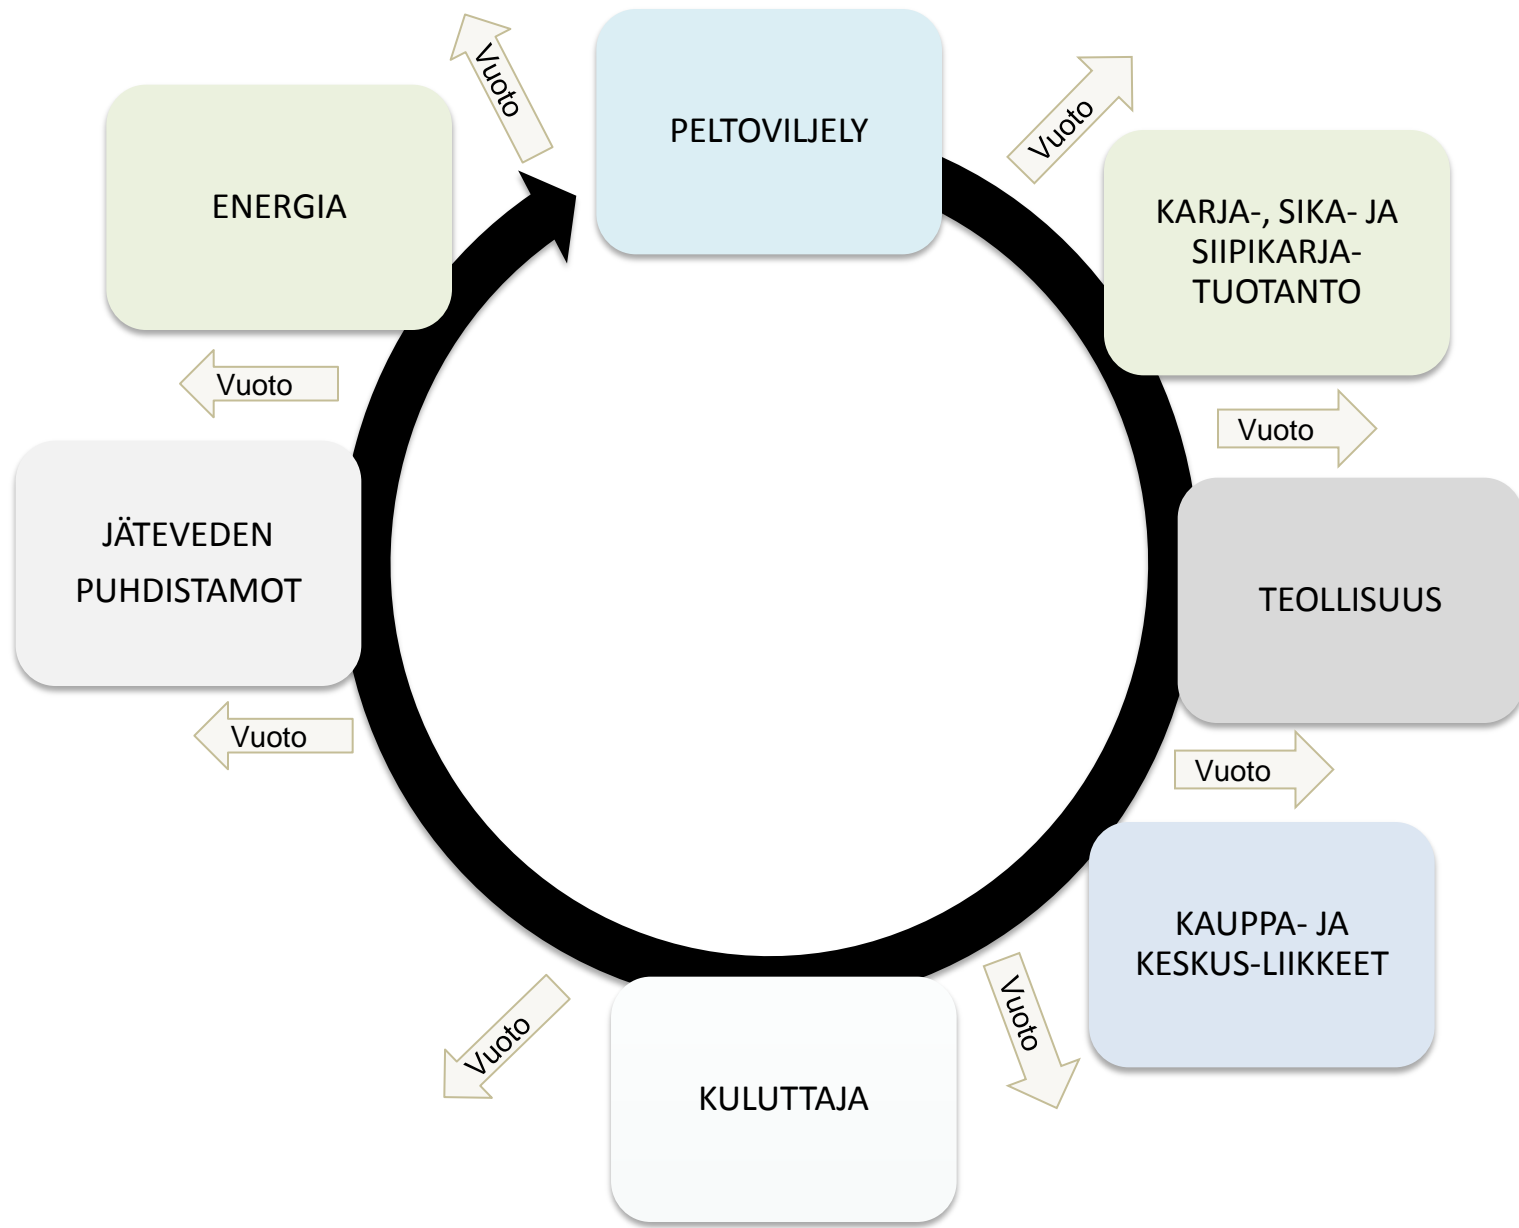 Vuoto
PELTOVILJELY
Vuoto
ENERGIA
KARJA-, SIKA- JA
SIIPIKARJA-
TUOTANTO
Vuoto
Vuoto
JÄTEVEDEN
PUHDISTAMOT
TEOLLISUUS
Vuoto
Vuoto
KAUPPA- JA
KESKUS-LIIKKEET
Vuoto
Vuoto
KULUTTAJA